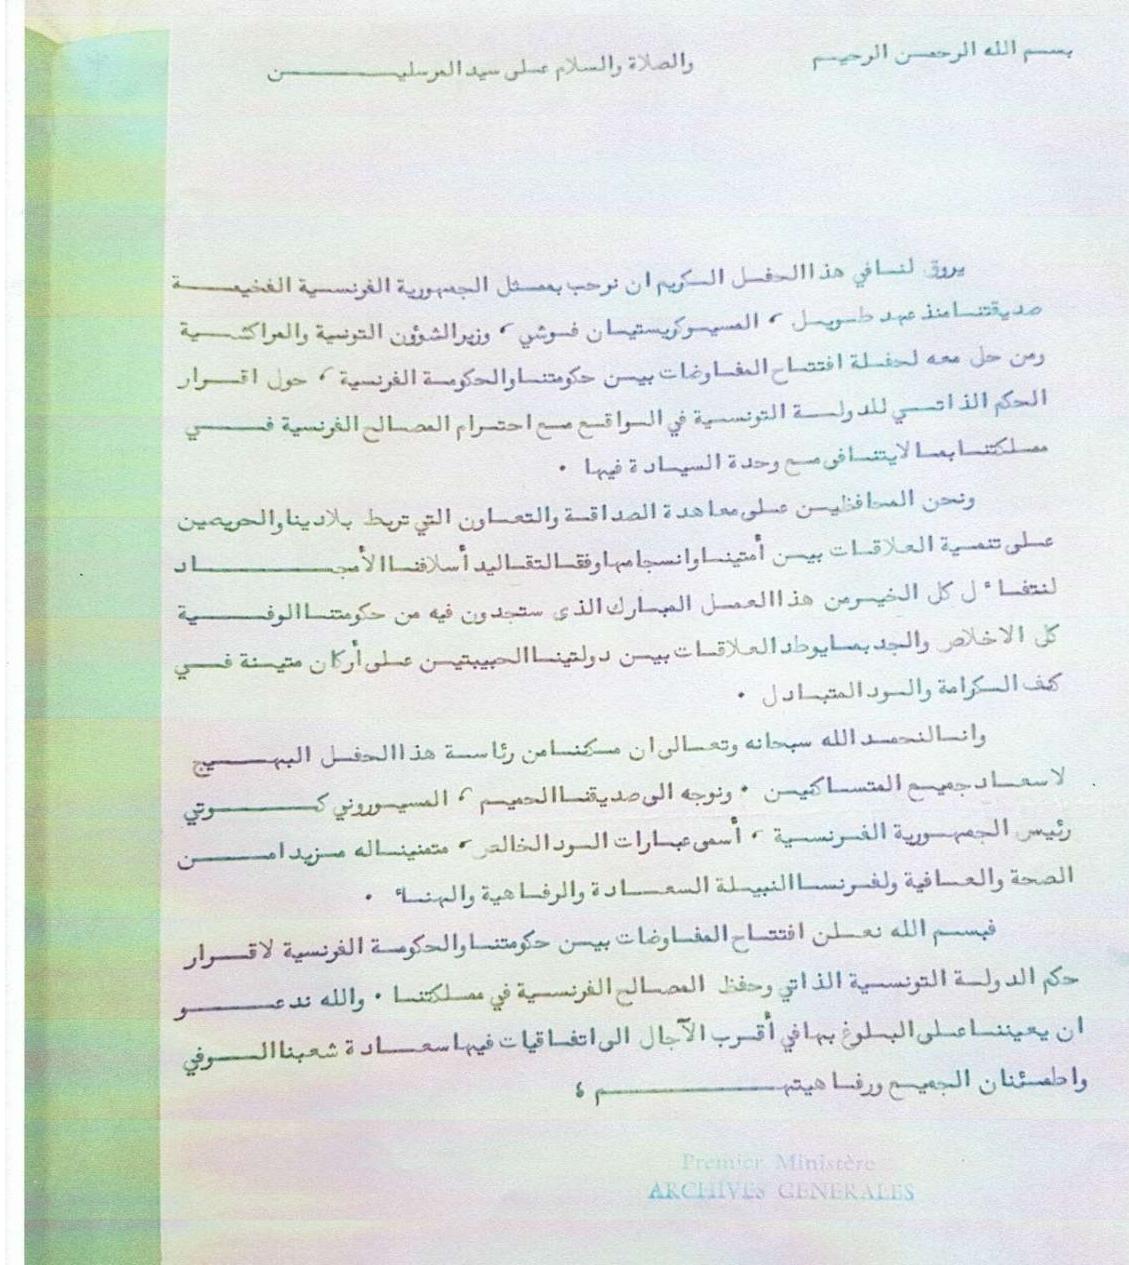 بسم الله الرحمن الرحيم والصلاة والسلام على سيد المرسلين
يروق لنا في هذا الحفل الكريم ان نرحب بممثل الجمهورية الفرنسية الفخيمة
صديقتنا منذ عهد طويل ، المسيو كريستيان فوشي ، وزير الشؤون التونسية والمراكشية
ومن حل معه لحفلة افتتاح المفاوضات بين حكومتنا والحكومة الفرنسية ، حول اقرار
الحكم الذاتي للدولة التونسية في الواقع مع احترام المصالح الفرنسية في
مملكتنا بما لا يتنافى مع وحدة السيادة فيها .
ونحن المحافظين على معاهدة الصداقة والتعاون التي تربط بلادينا والحريصين
على تنمية العلاقات بين أمتينا وانسجامها وفقا لتقاليد أسلافنا الأمجاد
لنتفاءل كل الخير من هذا العمل المبارك الذي ستجدون فيه من حكومتنا الوفية
كل الاخلاص والجد بما يوطد العلاقات بين دولتينا الحبيبتين على أركان متينة في
كنف الكرامة والود المتبادل .
وانا لنحمد الله سبحانه وتعالى ان مكننا من رئاسة هذا الحفل البهيج
لاسعاد جميع المتساكنين . ونوجه الى صديقنا الحميم ، المسيو روني كوتي
رئيس الجمهورية الفرنسية ، أسمى عبارات الود الخالص ، متمنين له مزيدا من
الصحة والعافية ولفرنسا النبيلة السعادة والرفاهية والهناء .
فبسم الله نعلن افتتاح المفاوضات بين حكومتنا والحكومة الفرنسية لاقرار
حكم الدولة التونسية الذاتي وحفظ المصالح الفرنسية في مملكتنا . والله ندعو
ان يعيننا على البلوغ بها في أقرب الآجال الى اتفاقيات فيها سعادة شعبنا الوفي
واطمئنان الجميع ورفاهيتهم ؛
Premier Ministère
ARCHIVES GENERALES